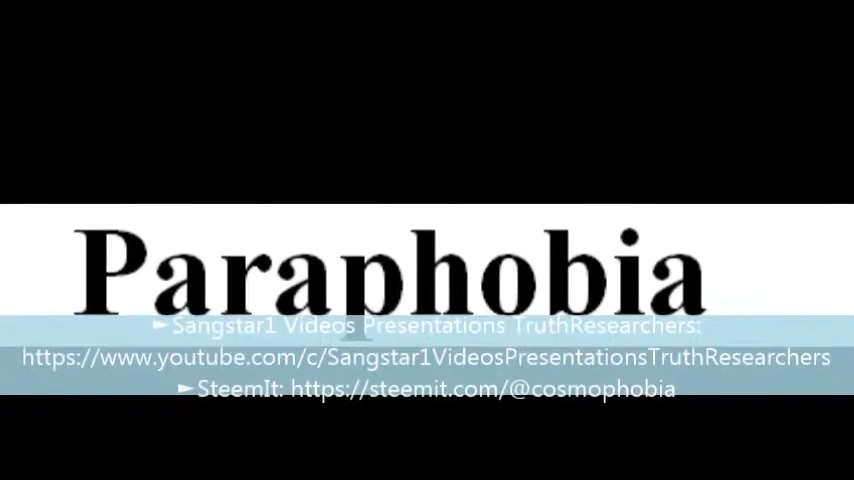 Paraphobia
►Sangstar1 Videos Presentations TruthResearchers:
https://www.youtube.com/c/Sangstar1VideosPresentationsTruthResearchers
►SteemIt: https://steemit.com/@cosmophobia